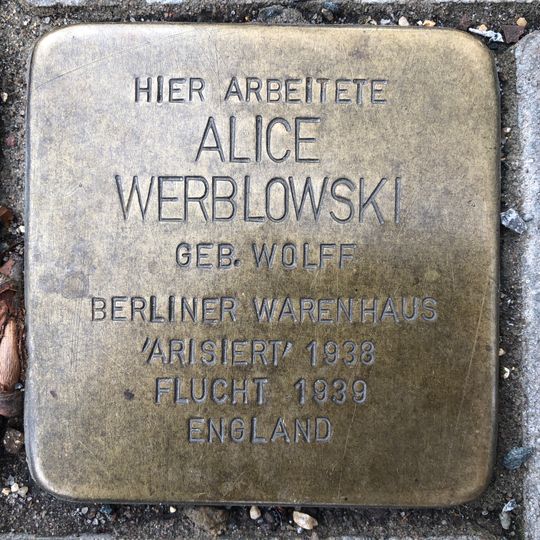 HIER ARBEITETE
ALICE
WERBLOWSKI
GEB. WOLFF
BERLINER WARENHAUS
'ARISIERT' 1938
FLUCHT 1939
ENGLAND